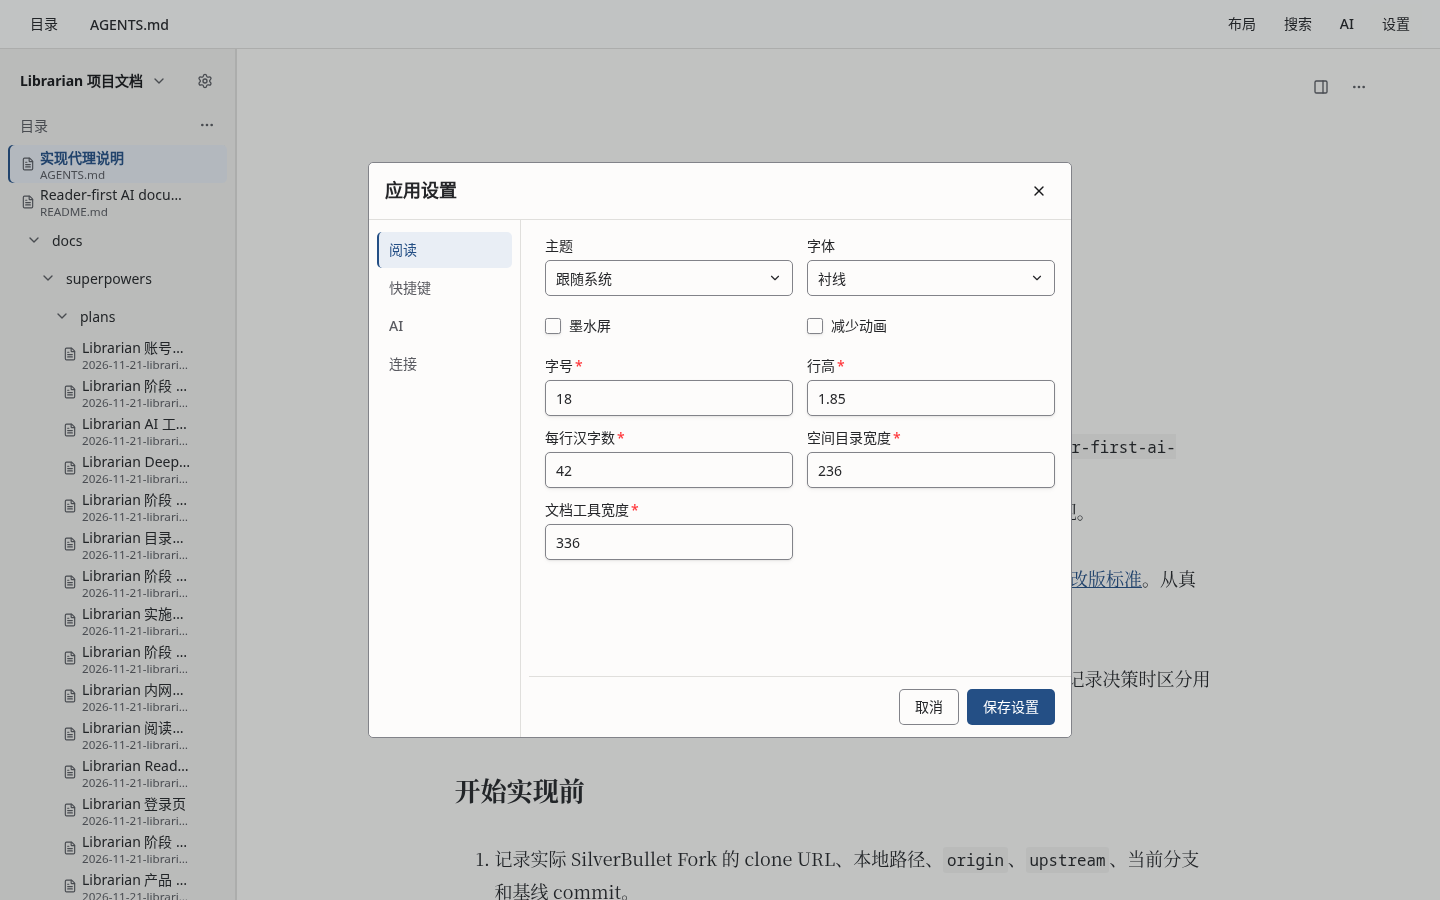 目录
AGENTS.md
布局
搜索
AI
设置
Librarian 项目文档
目录
实现代理说明
AGENTS.md
Reader-first AI docu...
README.md
docs
superpowers
plans
Librarian 账号...
2026-11-21-librari...
Librarian 阶段 ...
2026-11-21-librari...
Librarian AI 工...
2026-11-21-librari...
Librarian Deep...
2026-11-21-librari...
Librarian 阶段 ...
2026-11-21-librari...
Librarian 目录...
2026-11-21-librari...
Librarian 阶段 ...
2026-11-21-librari...
Librarian 实施...
2026-11-21-librari...
Librarian 阶段 ...
2026-11-21-librari...
Librarian 内网...
2026-11-21-librari...
Librarian 阅读...
2026-11-21-librari...
Librarian Read...
2026-11-21-librari...
Librarian 登录页
2026-11-21-librari...
Librarian 阶段 ...
2026-11-21-librari...
Librarian 产品 ...
2026-11-21-librari...
应用设置
阅读
快捷键
AI
连接
主题
字体
跟随系统
衬线
墨水屏
减少动画
字号*
行高*
18
1.85
每行汉字数*
空间目录宽度*
42
236
文档工具宽度*
336
取消
保存设置
r-first-ai-
。
改版标准。从真
记录决策时区分用
开始实现前
1. 记录实际 SilverBullet Fork 的 clone URL、本地路径、origin、upstream、当前分支
和基线 commit。